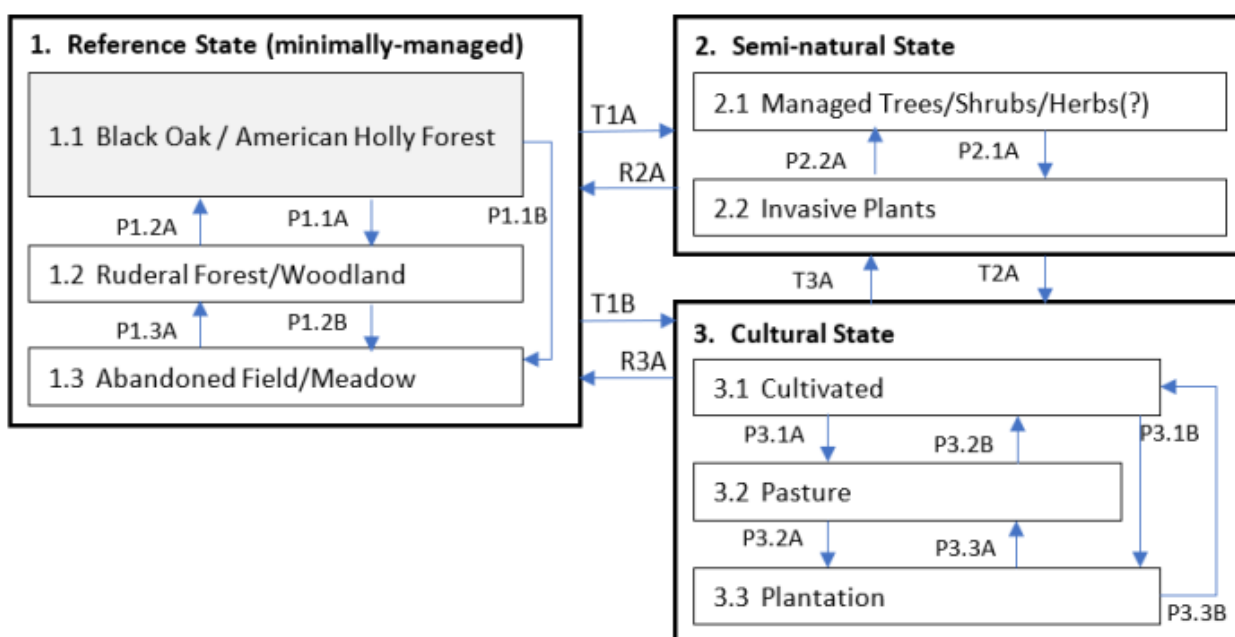 1. Reference State (minimally-managed)
1.1 Black Oak / American Holly Forest
P1.2A
P1.1A
P1.1B
1.2 Ruderal Forest/Woodland
P1.3A
P1.2B
1.3 Abandoned Field/Meadow
T1A
R2A
T1B
R3A
2. Semi-natural State
2.1 Managed Trees/Shrubs/Herbs(?)
P2.2A
P2.1A
2.2 Invasive Plants
T3A
T2A
3. Cultural State
3.1 Cultivated
P3.1A
P3.2B
P3.1B
3.2 Pasture
P3.2A
P3.3A
3.3 Plantation
P3.3B